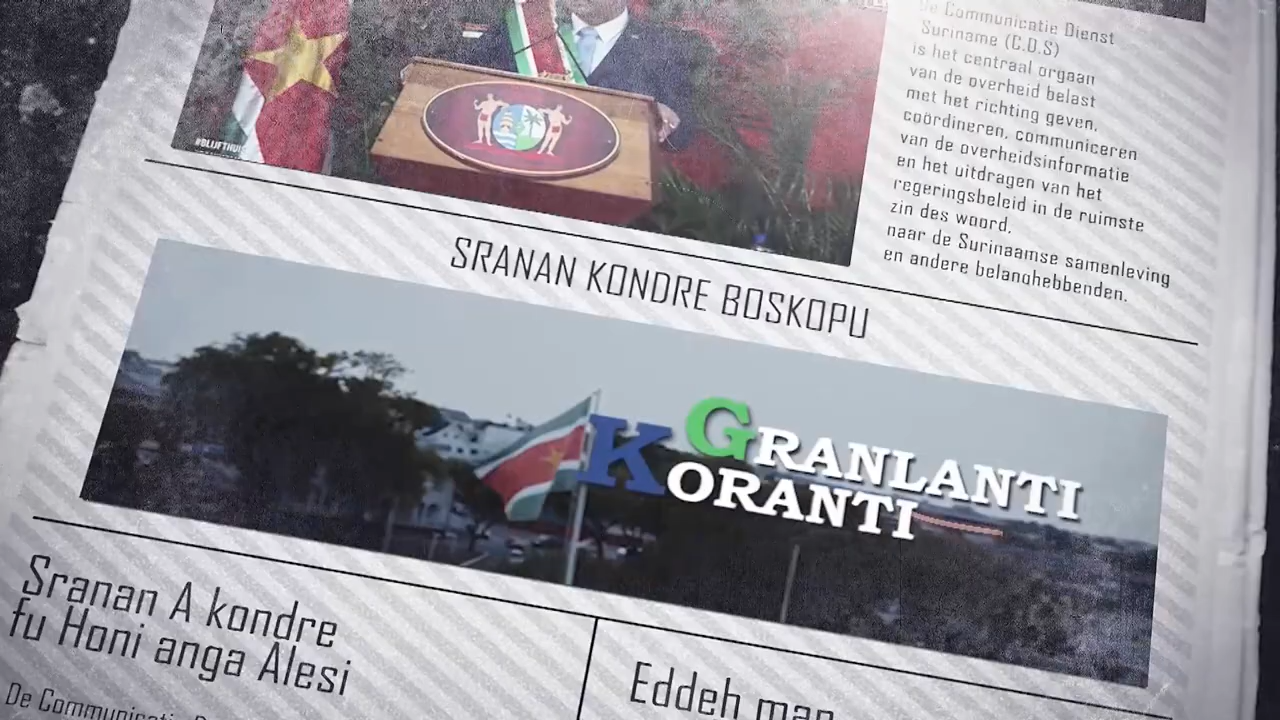 De Communicatie Dienst
Suriname (C.D.S)
is het centraal orgaan
van de overheid belast
met het richting geven,
coördineren, communiceren
van de overheidsinformatie
en het uitdragen van het
regeringsbeleid in de ruimste
zin des woord,
naar de Surinaamse samenleving
en andere belanghebbenden.
SRANAN KONDRE BOSKOPU
GRANLANTI
KORANTI
Sranan A kondre
fu Honi anga Alesi
Eddeh man
De